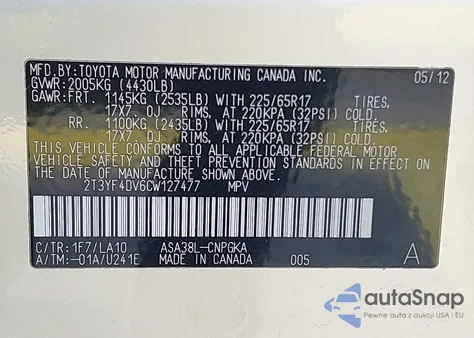 MFD.BY:TOYOTA MOTOR MANUFACTURING CANADA INC. 05/12
GVWR:2005KG (4430LB)
GAWR:FRT. 1145KG (2535LB) WITH 225/65R17 TIRES.
17X7. OJ RIMS, AT 220KPA (32PSI) COLD.
RR. 1100KG (2435LB) WITH 225/65R17 TIRES.
17X7. OJ RIMS, AT 220KPA (32PSI) COLD.
THIS VEHICLE CONFORMS TO ALL APPLICABLE FEDERAL
MOTOR VEHICLE SAFETY AND THEFT PREVENTION STANDARDS
IN EFFECT ON THE DATE OF MANUFACTURE SHOWN ABOVE.
2T3YF4DV6CW127477 MPV
C/TR:1F7/LA10 ASA38L-CNPGKA
A/TM:-01A/U241E MADE IN CANADA 005 A
autoSnap
Pewne auta z aukcji USA i EU